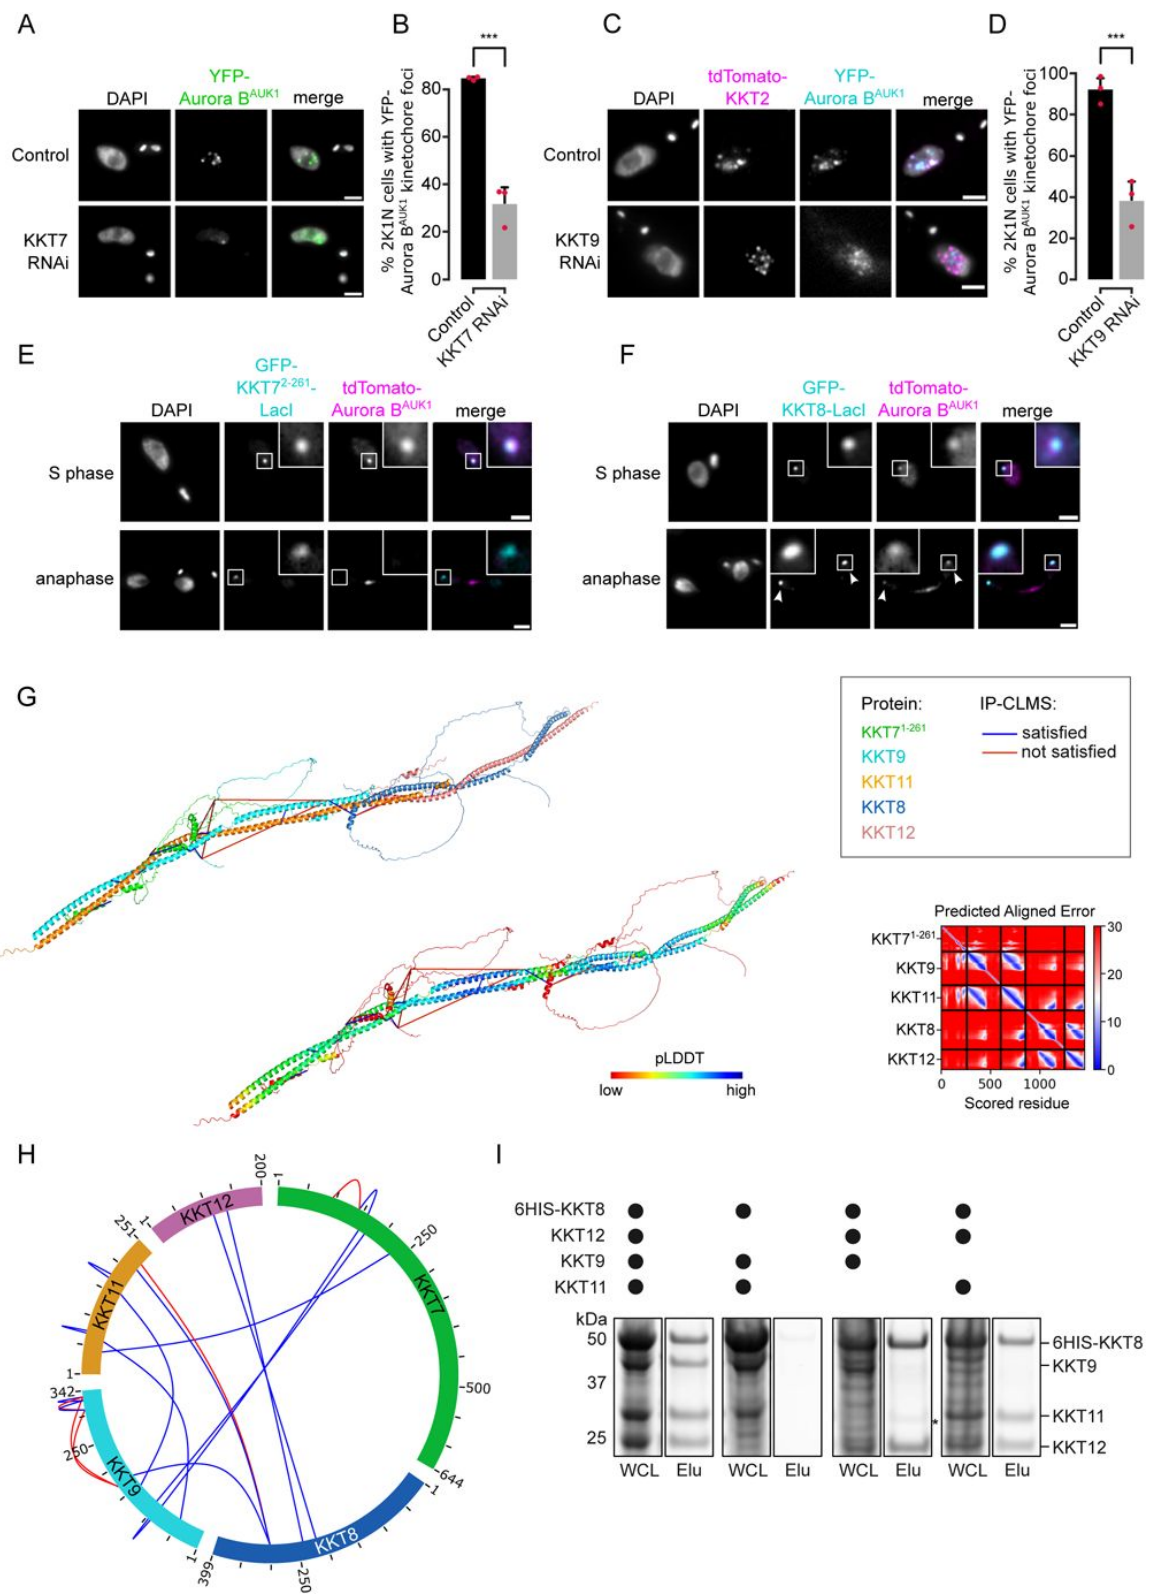 A
YFP-
DAPI Aurora B^AUK1 merge
Control
KKT7
RNAi
B
***
% 2K1N cells with YFP-
Aurora B^AUK1 kinetochore foci
80
60
40
20
0
Control
KKT7 RNAi
C
tdTomato- YFP-
DAPI KKT2 Aurora B^AUK1 merge
Control
KKT9
RNAi
D
***
% 2K1N cells with YFP-
Aurora B^AUK1 kinetochore foci
100
80
60
40
20
0
Control
KKT9 RNAi
E
GFP-
KKT7^2-261- tdTomato-
DAPI LacI Aurora B^AUK1 merge
S phase
anaphase
F
GFP- tdTomato-
DAPI KKT8-LacI Aurora B^AUK1 merge
S phase
anaphase
G
Protein: IP-CLMS:
KKT7^1-261 satisfied
KKT9 not satisfied
KKT11
KKT8
KKT12
pLDDT
low high
Predicted Aligned Error
KKT7^1-261
KKT9
KKT11
KKT8
KKT12
30
20
10
0
0 500 1000
Scored residue
H
KKT12
1
200
KKT7
1
250
500
644
KKT8
1
250
399
KKT9
1
250
342
KKT11
1
251
I
6HIS-KKT8
KKT12
KKT9
KKT11
kDa
50
37
25
6HIS-KKT8
KKT9
KKT11
*
KKT12
WCL Elu WCL Elu WCL Elu WCL Elu